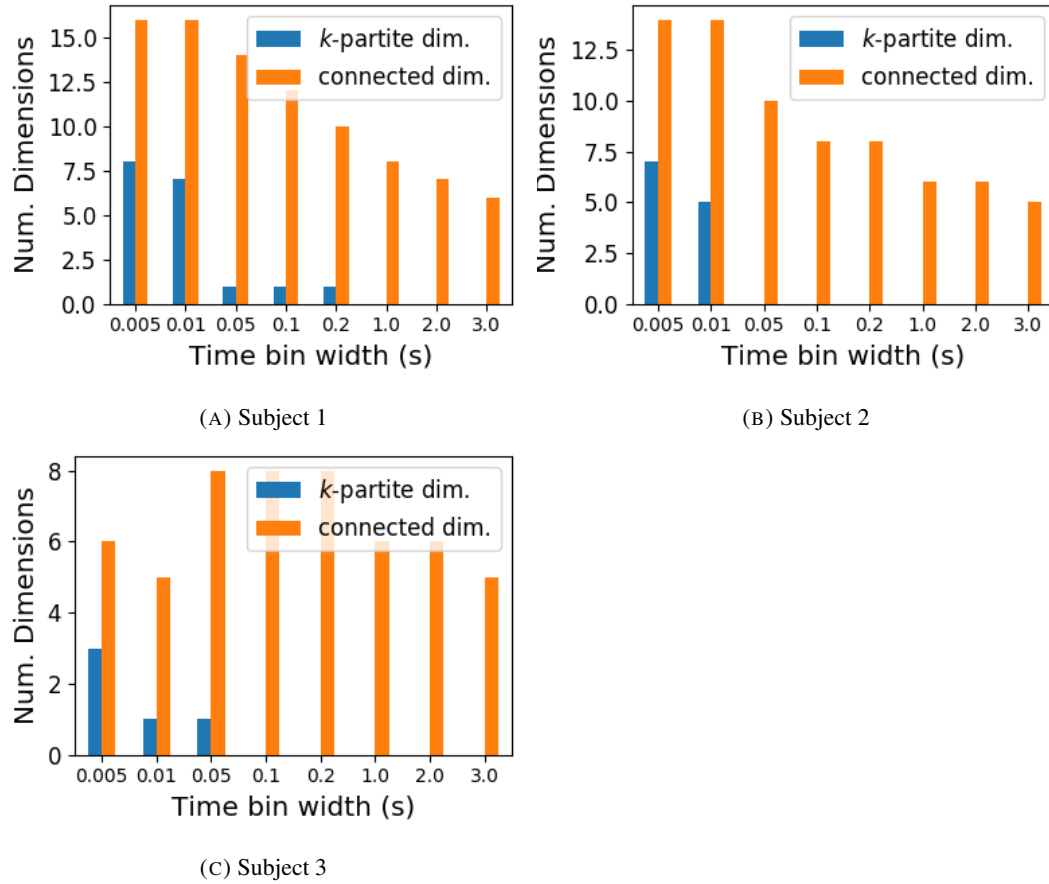 15.0
12.5
10.0
7.5
5.0
2.5
0.0
Num. Dimensions
k-partite dim.
connected dim.
0.005 0.01 0.05 0.1 0.2 1.0 2.0 3.0
Time bin width (s)
(A) Subject 1
12.5
10.0
7.5
5.0
2.5
0.0
Num. Dimensions
k-partite dim.
connected dim.
0.005 0.01 0.05 0.1 0.2 1.0 2.0 3.0
Time bin width (s)
(B) Subject 2
8
6
4
2
0
Num. Dimensions
k-partite dim.
connected dim.
0.005 0.01 0.05 0.1 0.2 1.0 2.0 3.0
Time bin width (s)
(C) Subject 3